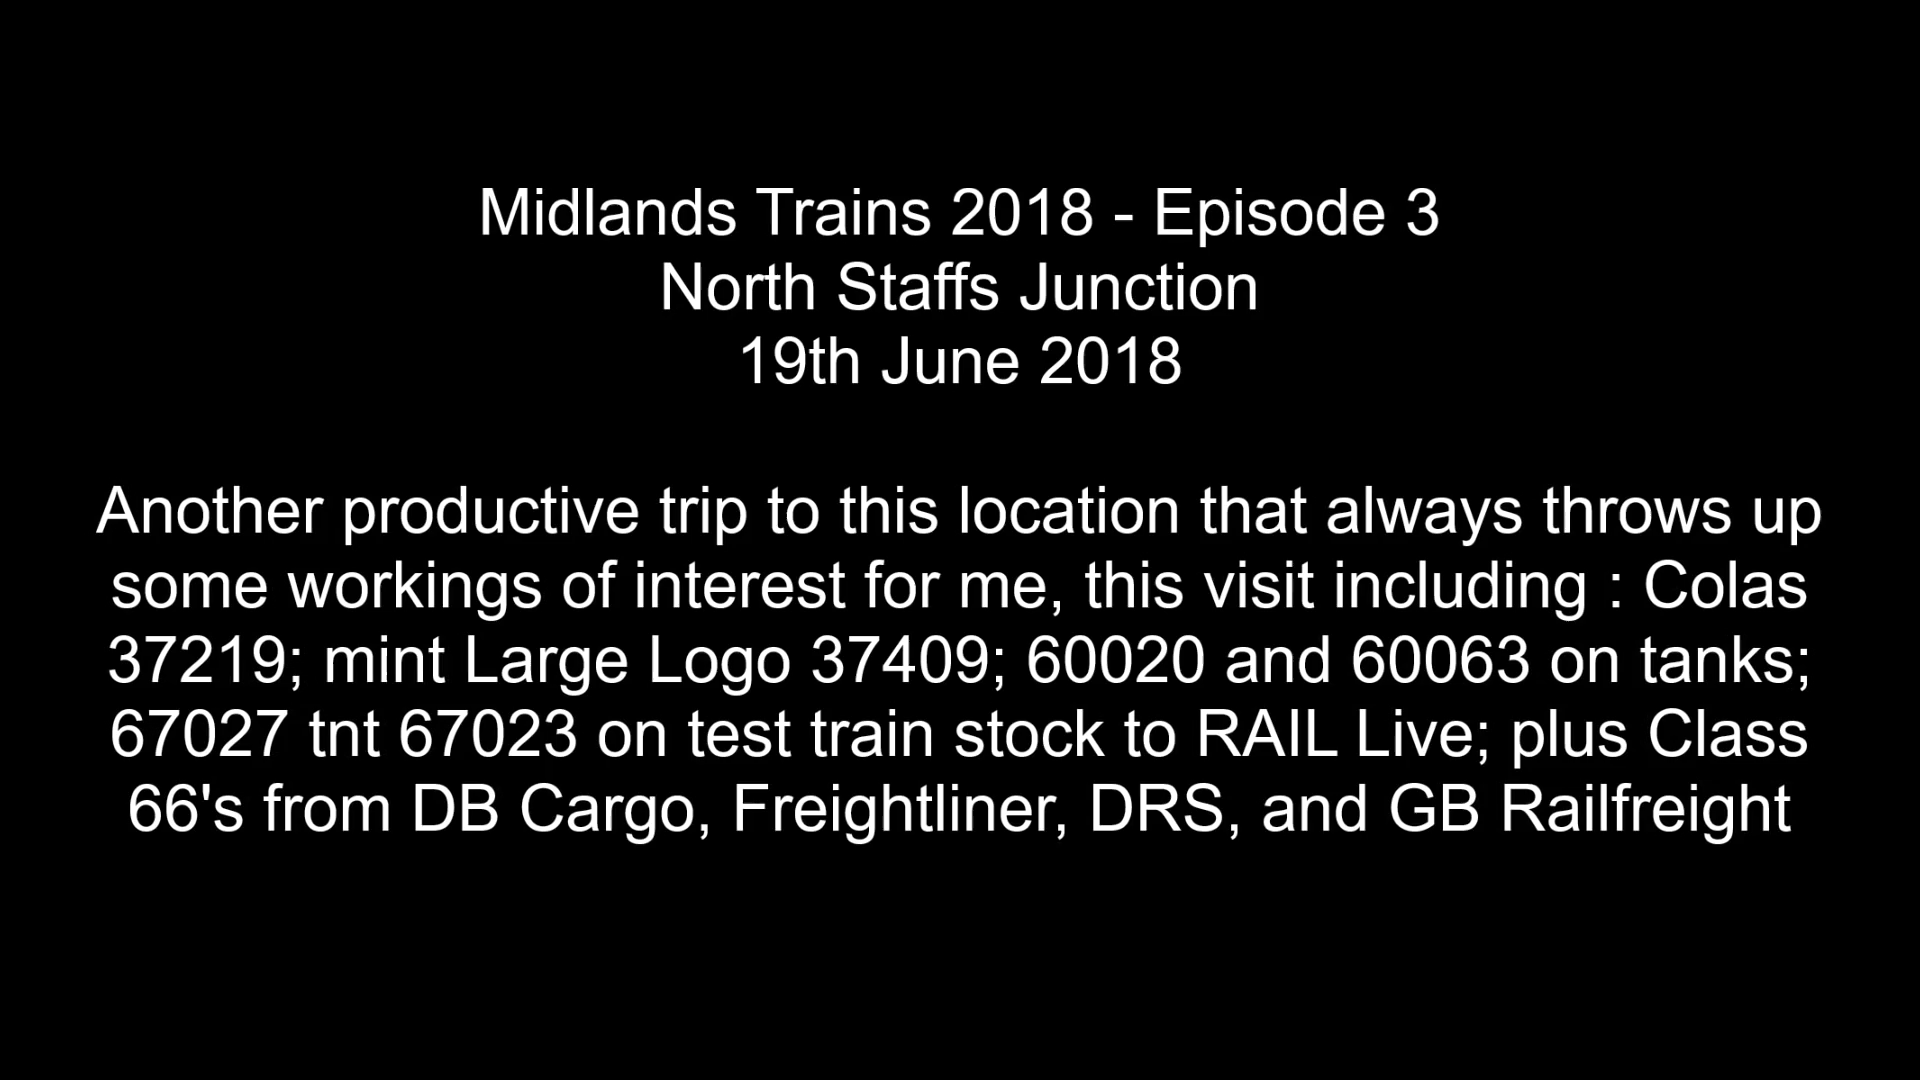 Midlands Trains 2018 - Episode 3
North Staffs Junction
19th June 2018
Another productive trip to this location that always throws up
some workings of interest for me, this visit including : Colas
37219; mint Large Logo 37409; 60020 and 60063 on tanks;
67027 tnt 67023 on test train stock to RAIL Live; plus Class
66's from DB Cargo, Freightliner, DRS, and GB Railfreight